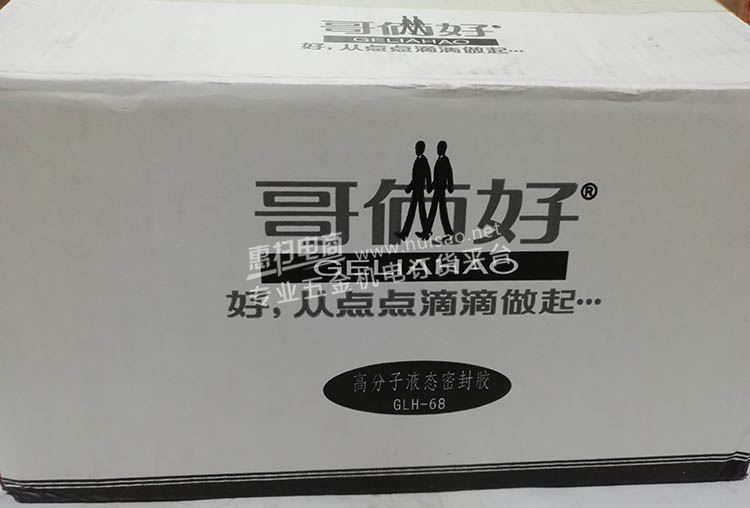 哥俩好®
GELIAHAO
好,从点点滴滴做起…
哥俩好®
GELIAHAO
好,从点点滴滴做起…
惠扫电商 www.huisao.net
专业五金机电订货平台
高分子液态密封胶
GLH-68